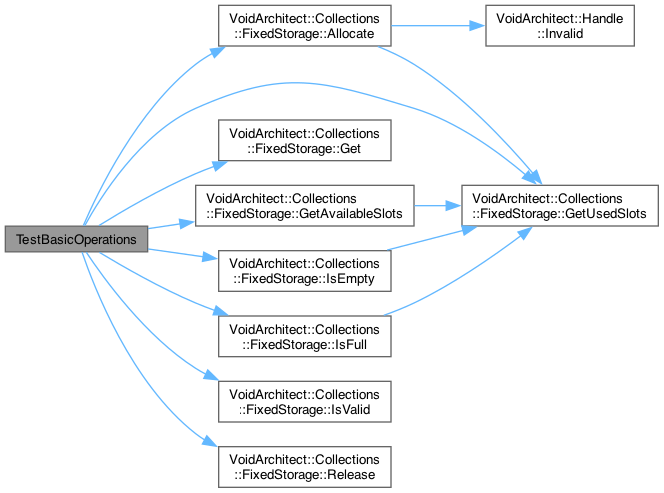 VoidArchitect::Collections
::FixedStorage::Allocate
VoidArchitect::Handle
::Invalid
VoidArchitect::Collections
::FixedStorage::Get
VoidArchitect::Collections
::FixedStorage::GetAvailableSlots
VoidArchitect::Collections
::FixedStorage::GetUsedSlots
TestBasicOperations
VoidArchitect::Collections
::FixedStorage::IsEmpty
VoidArchitect::Collections
::FixedStorage::IsFull
VoidArchitect::Collections
::FixedStorage::IsValid
VoidArchitect::Collections
::FixedStorage::Release